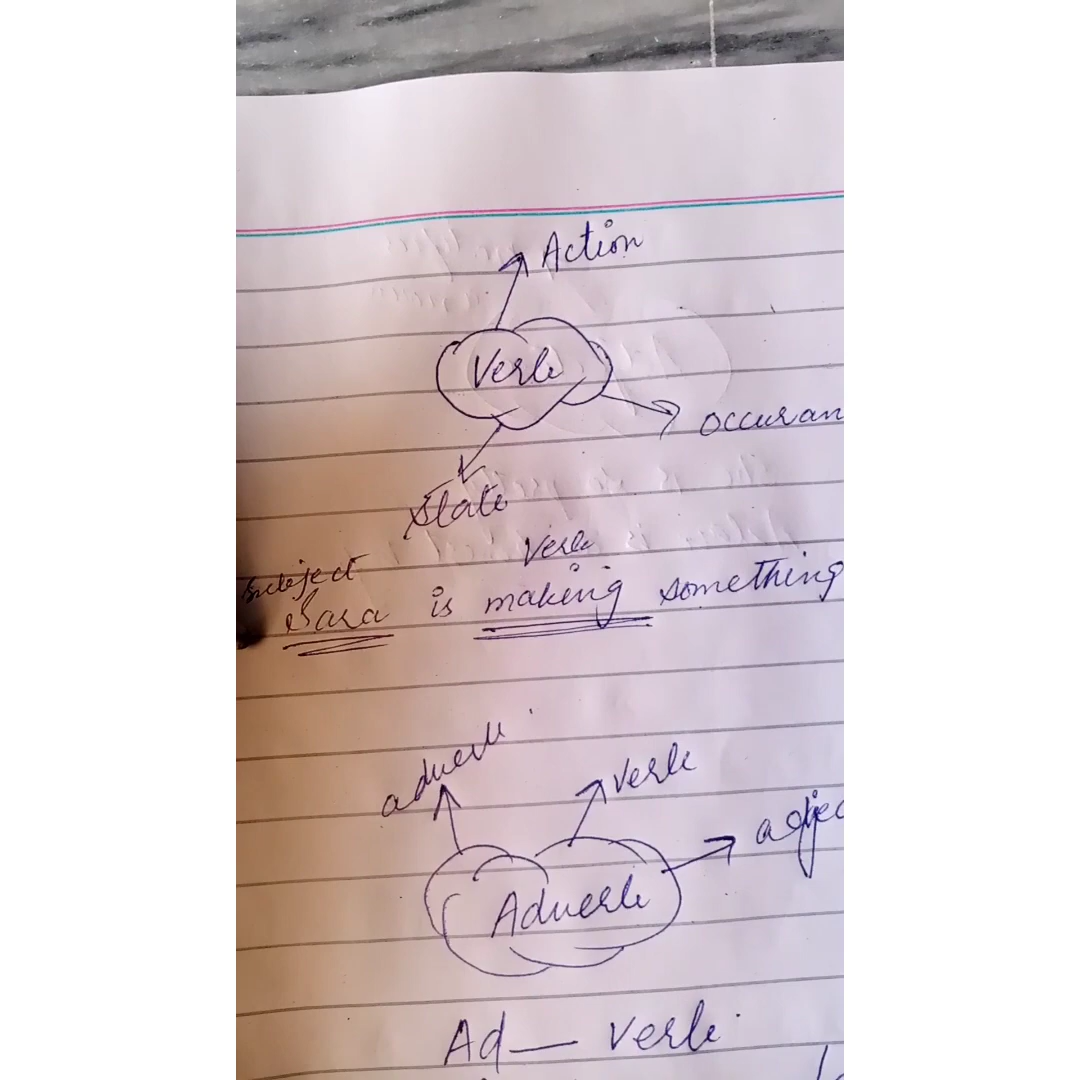 Action
Verb
occuran
State
Verb
Subject
Sara is making something
adverb
Verb
adjec
Adverb
Ad — Verb